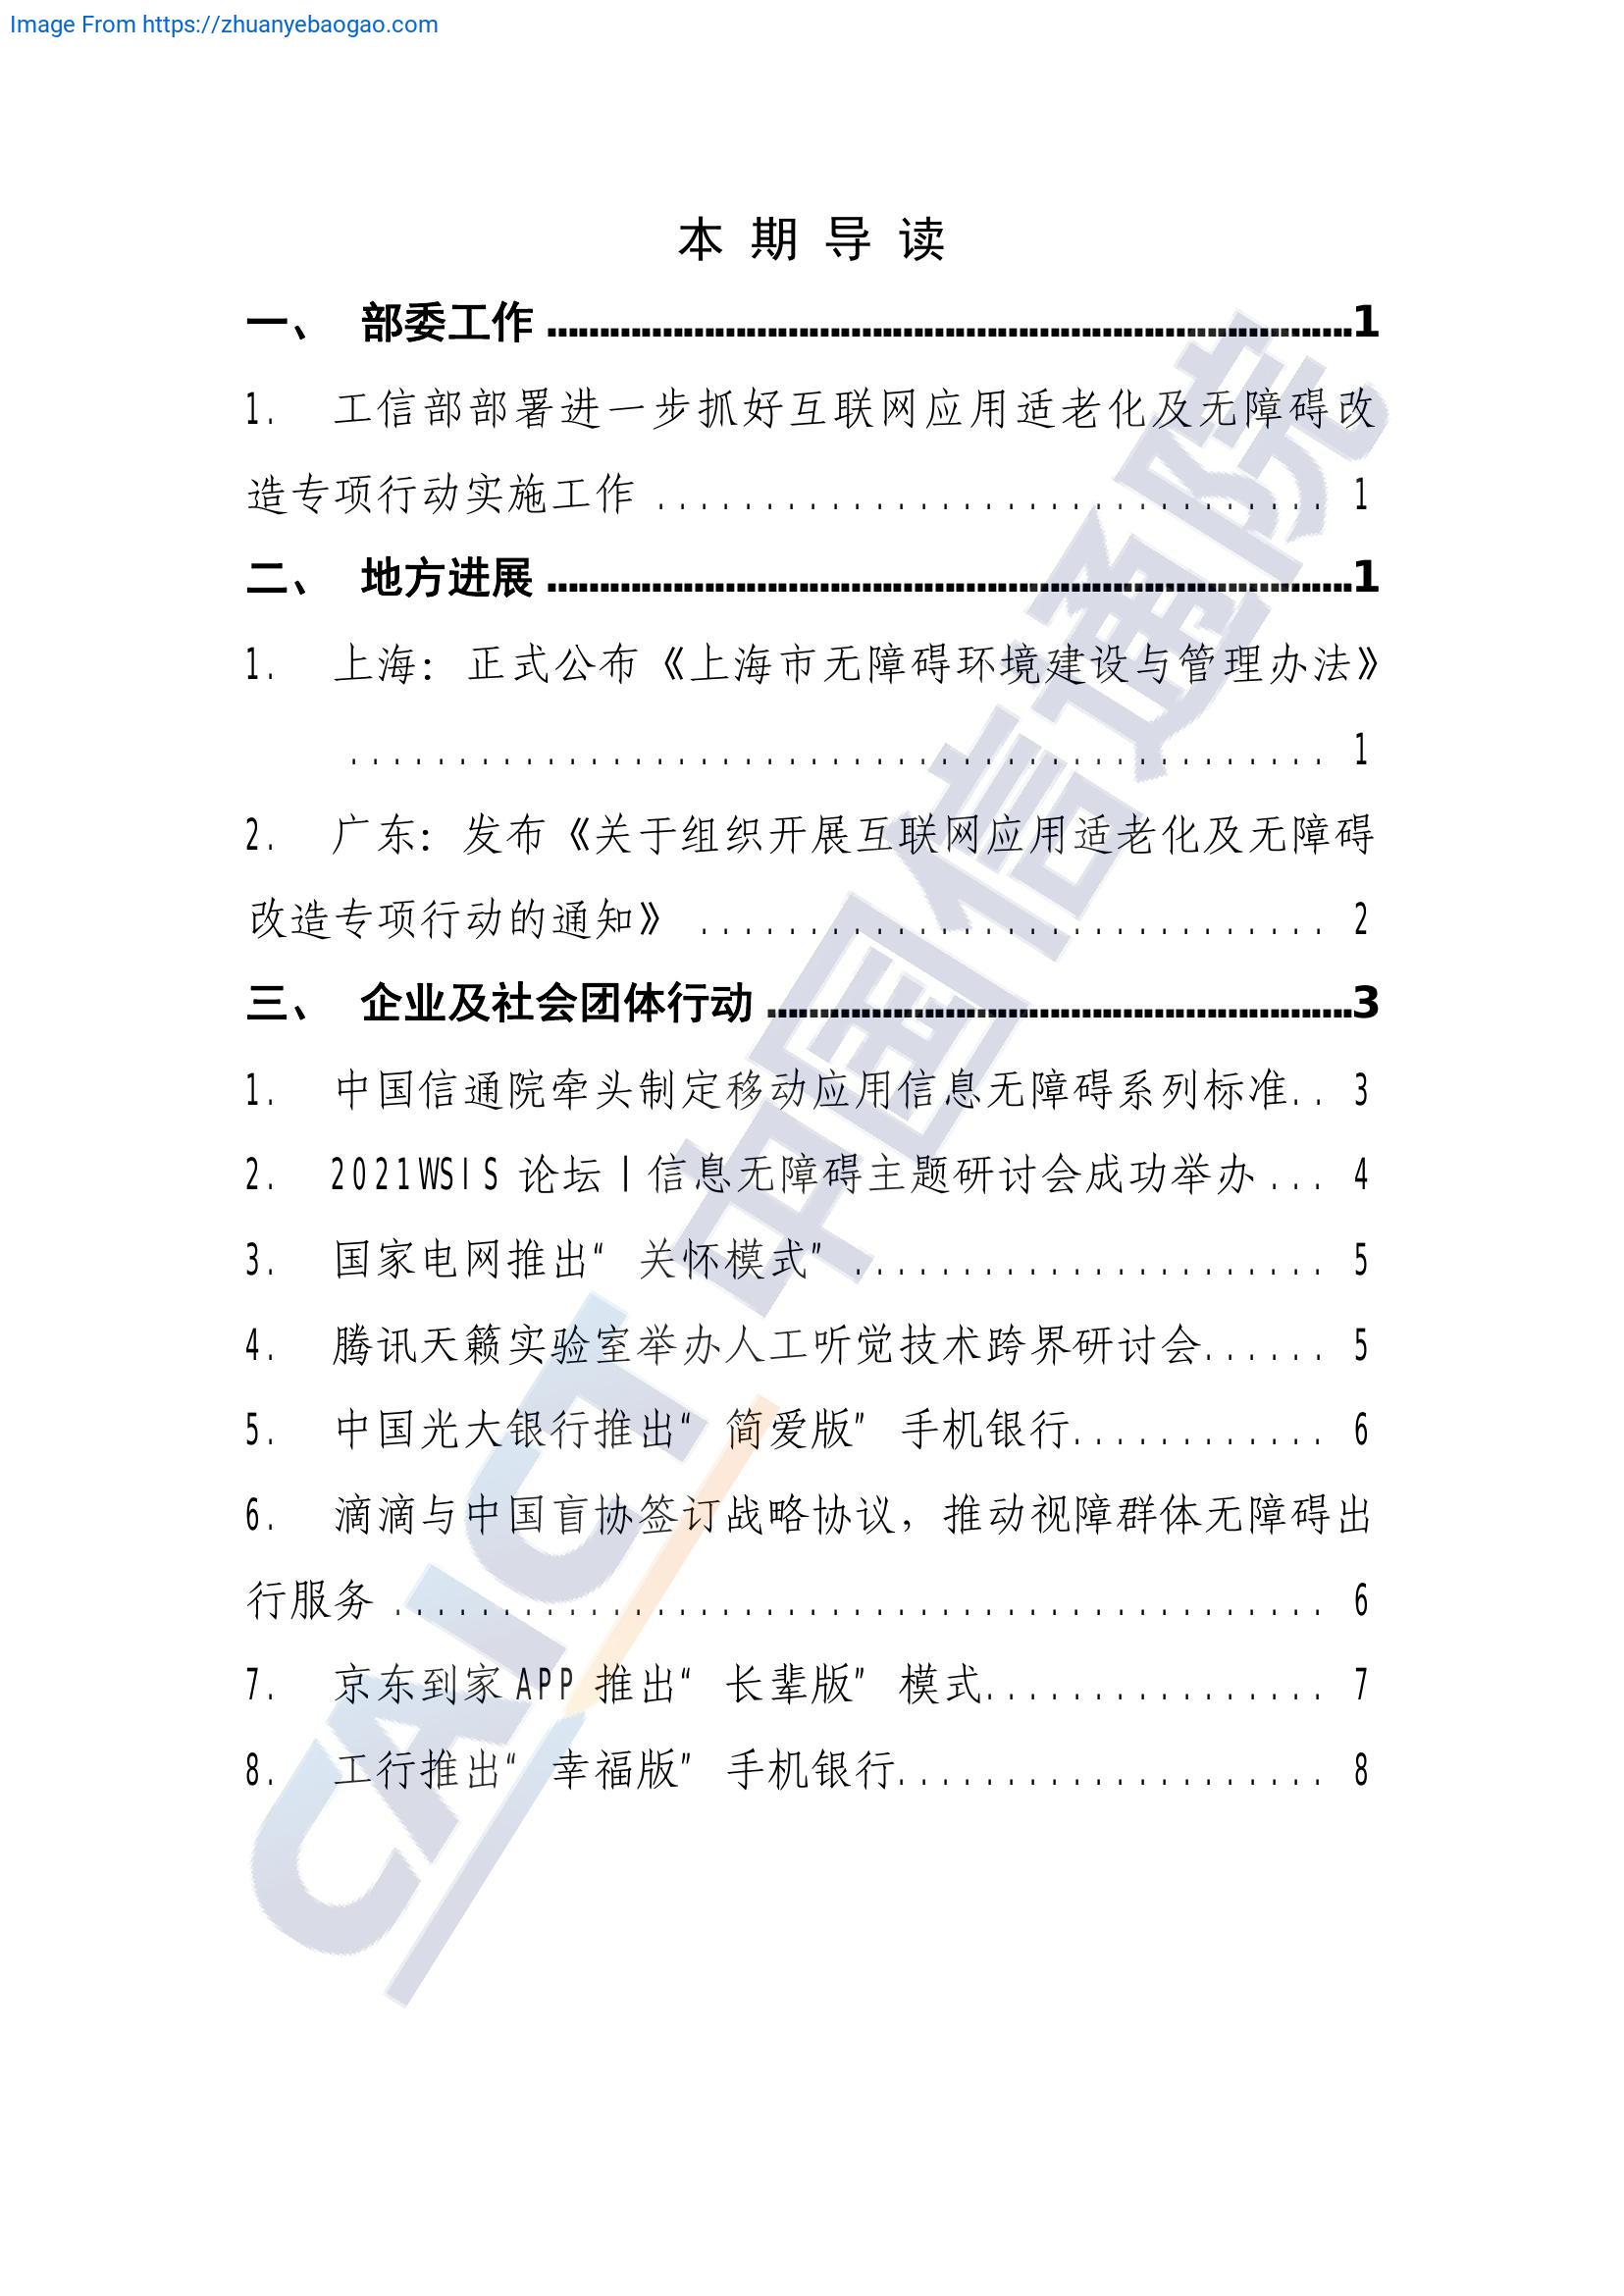 Image From https://zhuanyebaogao.com
本 期 导 读
一、 部委工作 ................................................................................1
1. 工信部部署进一步抓好互联网应用适老化及无障碍改
造专项行动实施工作 ............................... 1
二、 地方进展 ................................................................................1
1. 上海：正式公布《上海市无障碍环境建设与管理办法》
............................................. 1
2. 广东：发布《关于组织开展互联网应用适老化及无障碍
改造专项行动的通知》 ............................. 2
三、 企业及社会团体行动 ..........................................................3
1. 中国信通院牵头制定移动应用信息无障碍系列标准.. 3
2. 2021WSIS 论坛丨信息无障碍主题研讨会成功举办 ... 4
3. 国家电网推出“关怀模式” ...................... 5
4. 腾讯天籁实验室举办人工听觉技术跨界研讨会...... 5
5. 中国光大银行推出“简爱版”手机银行............ 6
6. 滴滴与中国盲协签订战略协议，推动视障群体无障碍出
行服务 ........................................... 6
7. 京东到家 APP 推出“长辈版”模式................ 7
8. 工行推出“幸福版”手机银行.................... 8
CAICT 中国信通院